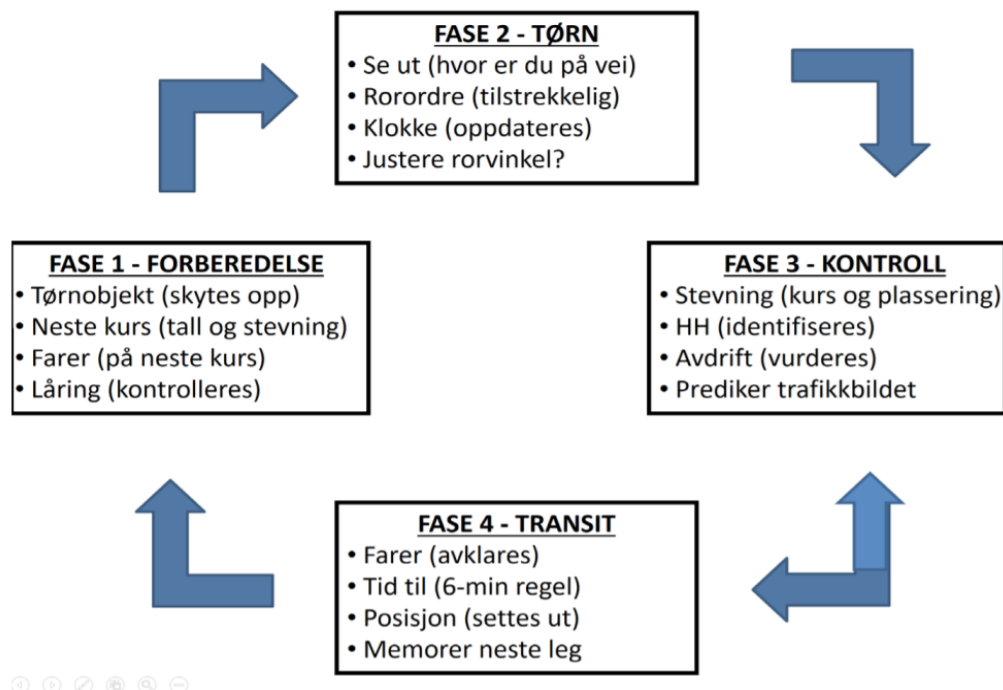 FASE 2 - TØRN
• Se ut (hvor er du på vei)
• Rorordre (tilstrekkelig)
• Klokke (oppdateres)
• Justere rorvinkel?
FASE 1 - FORBEREDELSE
• Tørnobjekt (skytes opp)
• Neste kurs (tall og stevning)
• Farer (på neste kurs)
• Låring (kontrolleres)
FASE 3 - KONTROLL
• Stevning (kurs og plassering)
• HH (identifiseres)
• Avdrift (vurderes)
• Prediker trafikkbildet
FASE 4 - TRANSIT
• Farer (avklares)
• Tid til (6-min regel)
• Posisjon (settes ut)
• Memorer neste leg